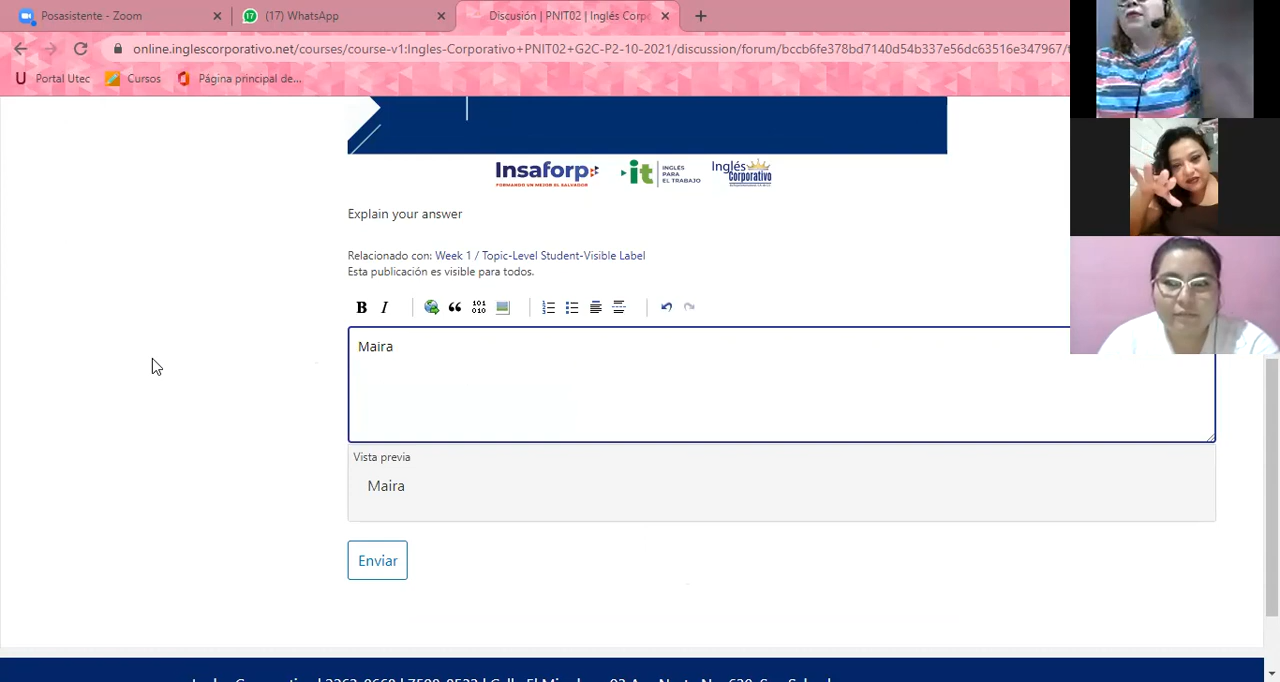 Posasistente - Zoom
(17) WhatsApp
Discusión | PNIT02 | Inglés Corpo
online.inglescorporativo.net/courses/course-v1:Ingles-Corporativo+PNIT02+G2C-P2-10-2021/discussion/forum/bccb6fe378bd7140d54b337e56dc63516e347967/
Portal Utec
Cursos
Página principal de...
Insaforp
FORMANDO UN MEJOR EL SALVADOR
it
INGLÉS
PARA
EL TRABAJO
Inglés
Corporativo
Explain your answer
Relacionado con: Week 1 / Topic-Level Student-Visible Label
Esta publicación es visible para todos.
B I
101
010
Maira
Vista previa
Maira
Enviar